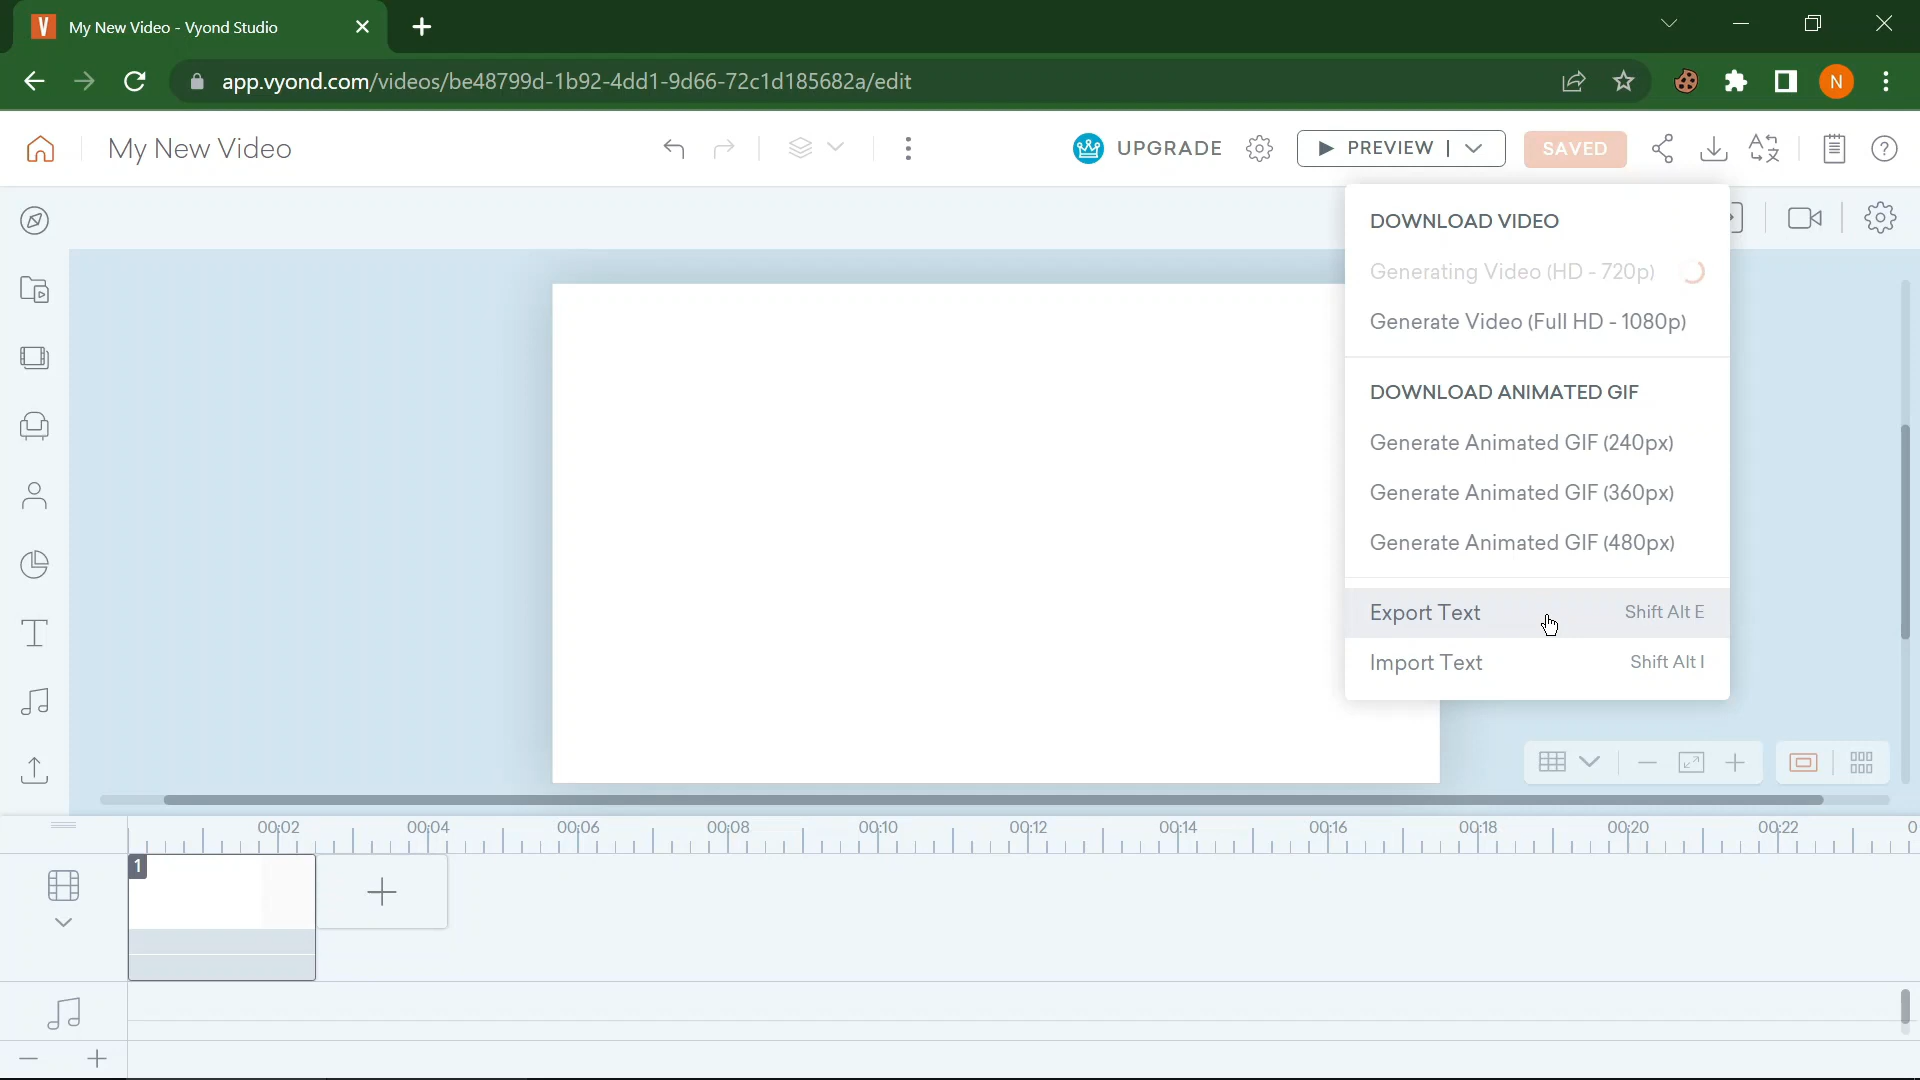 My New Video - Vyond Studio
app.vyond.com/videos/be48799d-1b92-4dd1-9d66-72c1d185682a/edit
N
My New Video
UPGRADE
PREVIEW
SAVED
DOWNLOAD VIDEO
Generating Video (HD - 720p)
Generate Video (Full HD - 1080p)
DOWNLOAD ANIMATED GIF
Generate Animated GIF (240px)
Generate Animated GIF (360px)
Generate Animated GIF (480px)
Export Text Shift Alt E
Import Text Shift Alt I
00:02 00:04 00:06 00:08 00:10 00:12 00:14 00:16 00:18 00:20 00:22 0
1